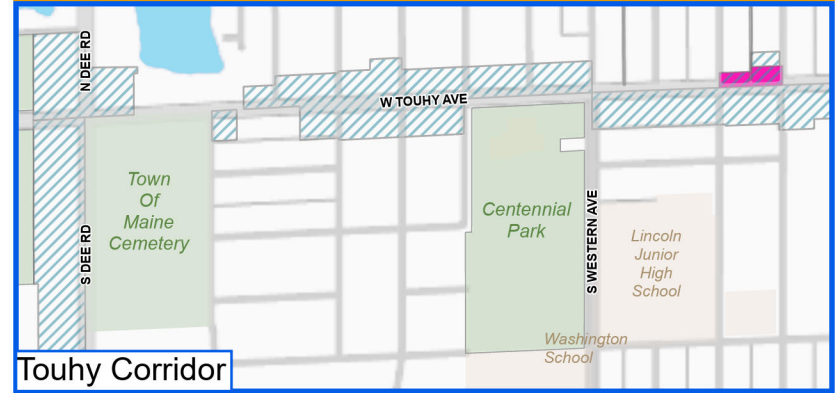 N DEE RD
W TOUHY AVE
Town
Of
Maine
Cemetery
S DEE RD
Centennial
Park
S WESTERN AVE
Lincoln
Junior
High
School
Washington
School
Touhy Corridor